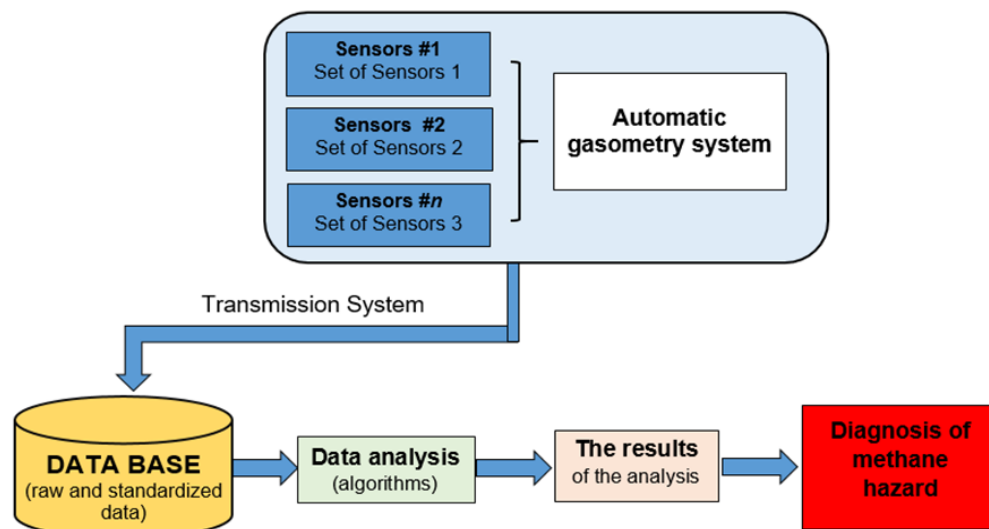 Sensors #1
Set of Sensors 1
Sensors #2
Set of Sensors 2
Sensors #n
Set of Sensors 3
Automatic
gasometry system
Transmission System
DATA BASE
(raw and standardized
data)
Data analysis
(algorithms)
The results
of the analysis
Diagnosis of
methane
hazard